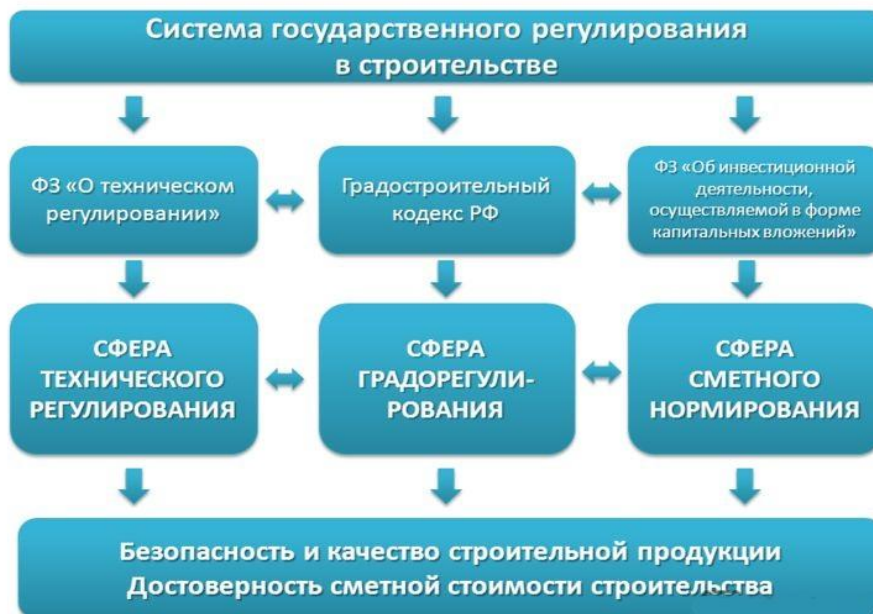 Система государственного регулирования
в строительстве
ФЗ «О техническом
регулировании»
Градостроительный
кодекс РФ
ФЗ «Об инвестиционной
деятельности,
осуществляемой в форме
капитальных вложений»
СФЕРА
ТЕХНИЧЕСКОГО
РЕГУЛИРОВАНИЯ
СФЕРА
ГРАДОРЕГУЛИ-
РОВАНИЯ
СФЕРА
СМЕТНОГО
НОРМИРОВАНИЯ
Безопасность и качество строительной продукции
Достоверность сметной стоимости строительства